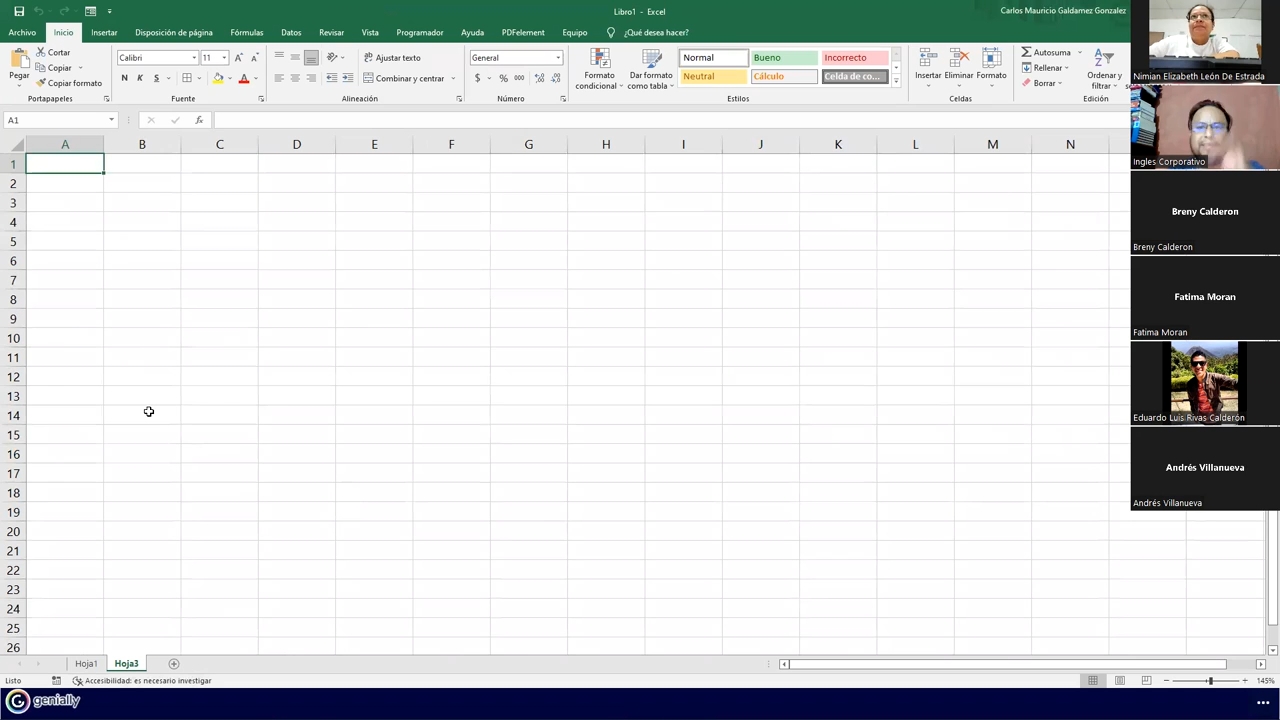 Libro1 - Excel
Carlos Mauricio Galdamez Gonzalez
Archivo Inicio Insertar Disposición de página Fórmulas Datos Revisar Vista Programador Ayuda PDFelement Equipo ¿Qué desea hacer?
Pegar
Cortar
Copiar
Copiar formato
Portapapeles
Calibri 11
N K S
Fuente
Ajustar texto
Combinar y centrar
Alineación
General
$ % 000
Número
Formato condicional
Dar formato como tabla
Normal Bueno Incorrecto
Neutral Cálculo Celda de co...
Estilos
Insertar Eliminar Formato
Celdas
Autosuma
Rellenar
Borrar
Ordenar y filtrar
Edición
A1
fx
A B C D E F G H I J K L M N
1
2
3
4
5
6
7
8
9
10
11
12
13
14
15
16
17
18
19
20
21
22
23
24
25
26
Nimian Elizabeth León De Estrada
Ingles Corporativo
Breny Calderon
Breny Calderon
Fatima Moran
Fatima Moran
Eduardo Luis Rivas Calderón
Andrés Villanueva
Andrés Villanueva
Hoja1 Hoja3
Listo Accesibilidad: es necesario investigar 145%
genially